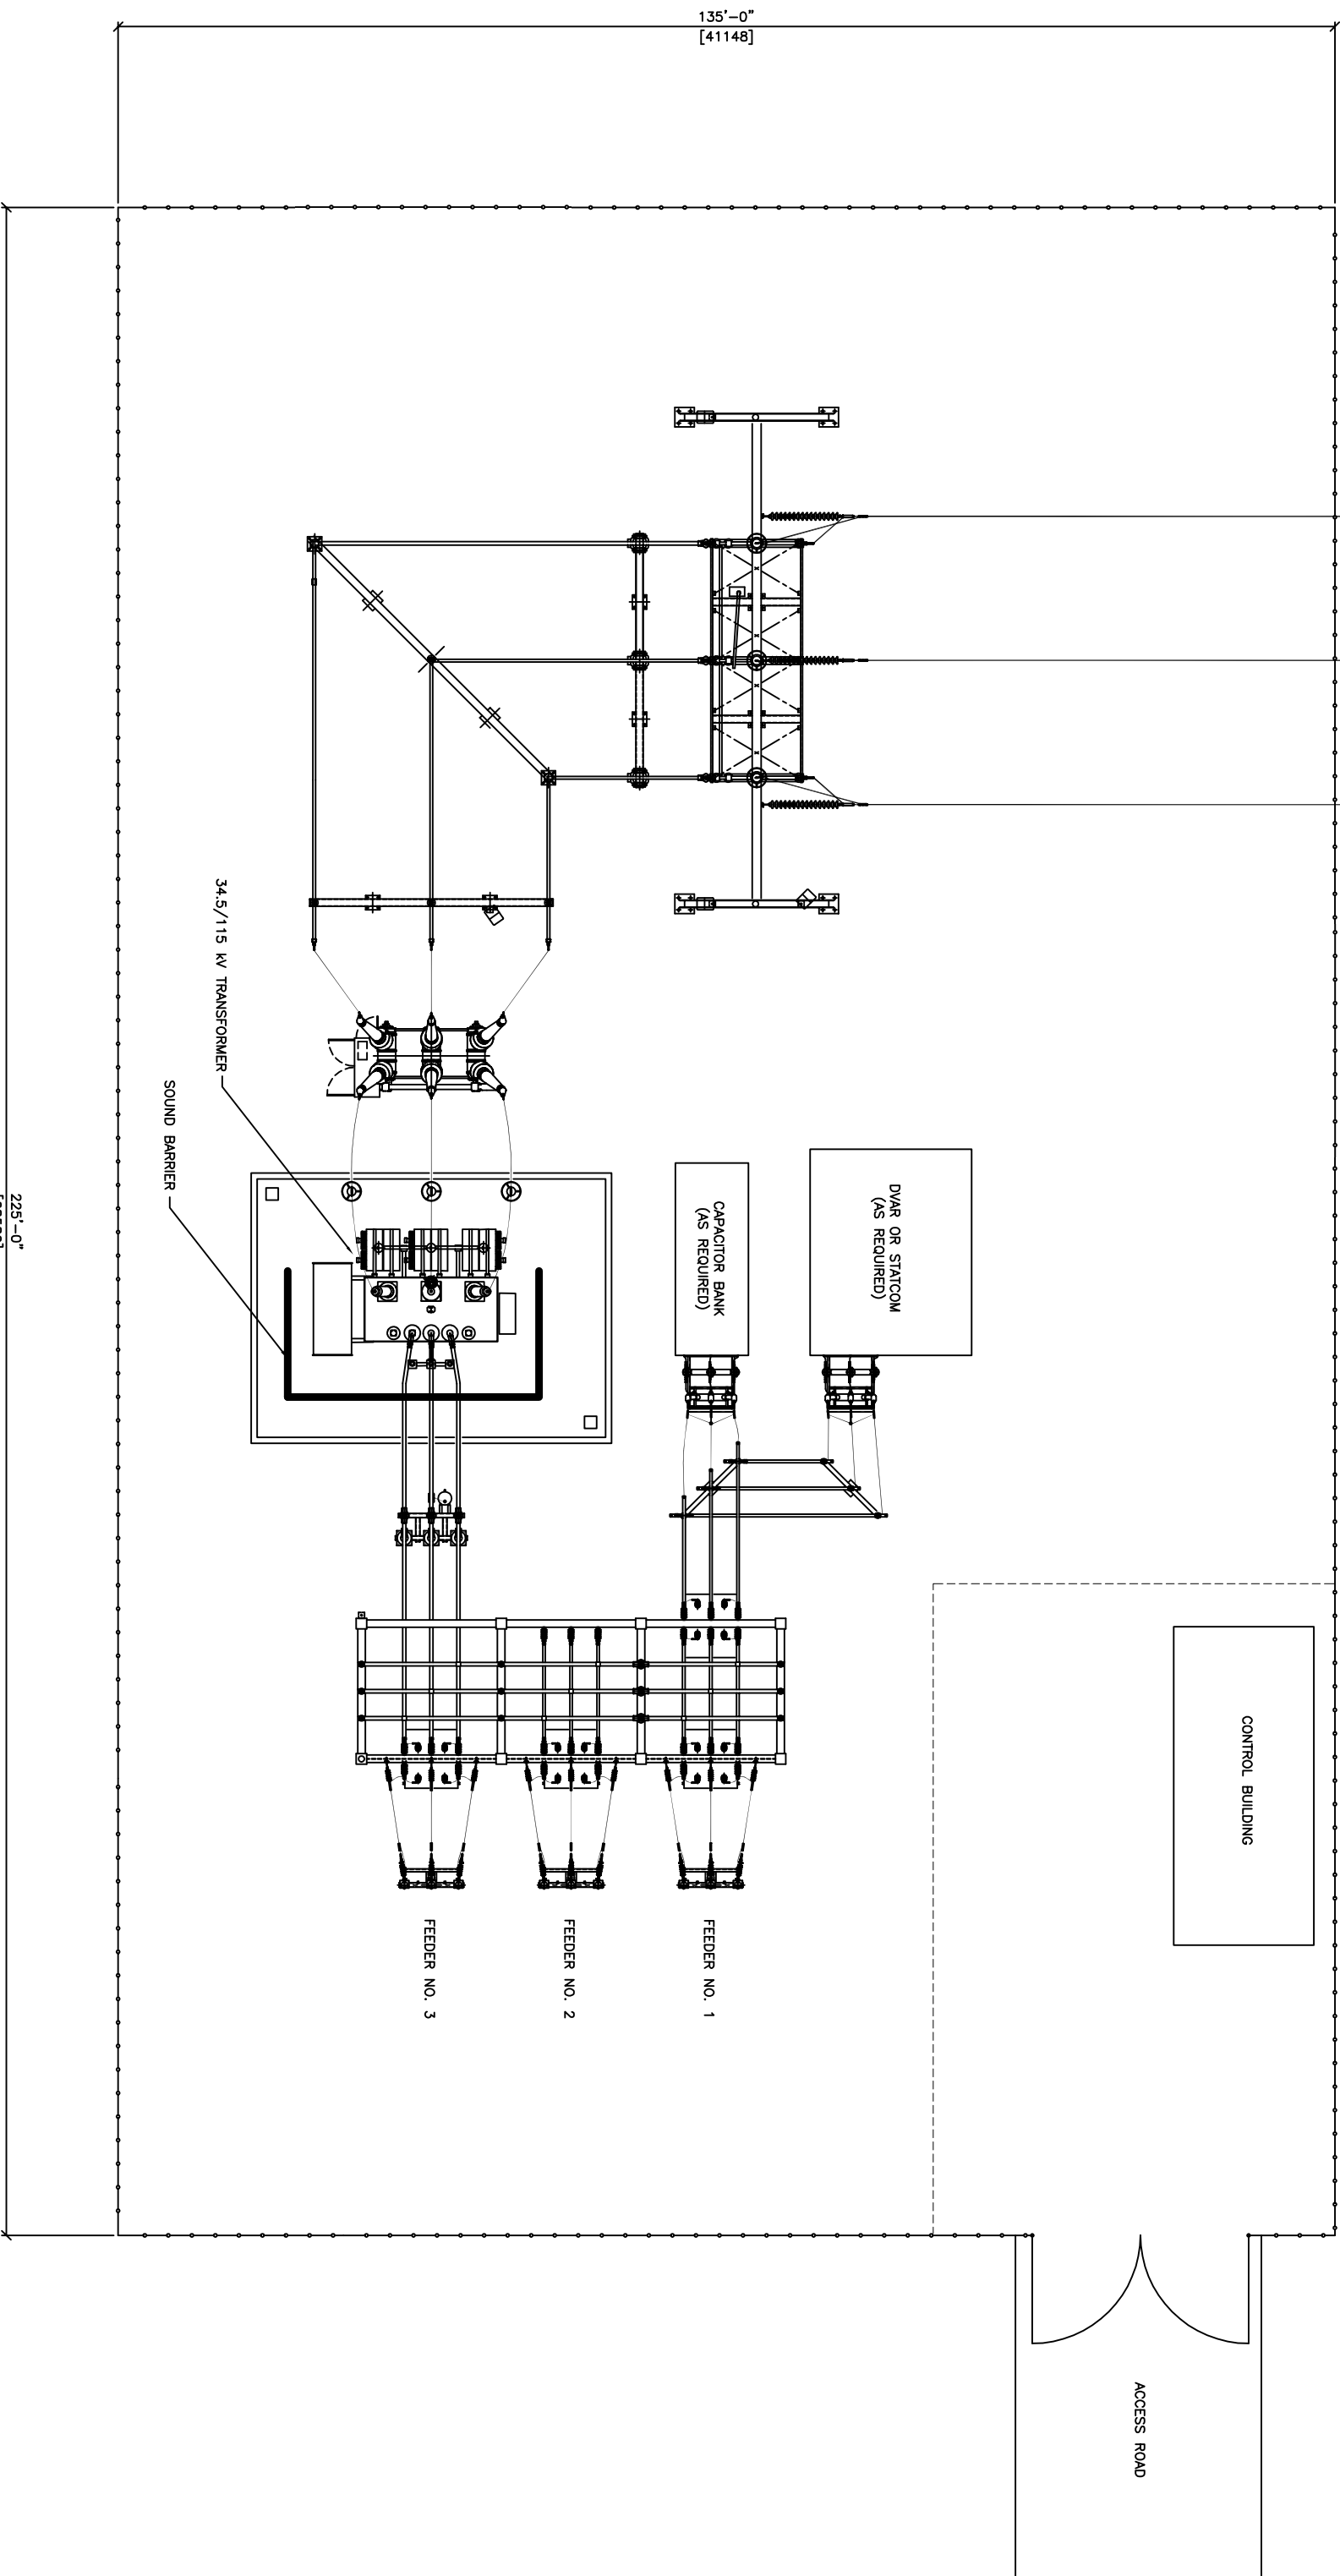 135'-0"
[41148]
34.5/115 kV TRANSFORMER
SOUND BARRIER
225'-0"
DVAR OR STATCOM
(AS REQUIRED)
CAPACITOR BANK
(AS REQUIRED)
CONTROL BUILDING
FEEDER NO. 1
FEEDER NO. 2
FEEDER NO. 3
ACCESS ROAD